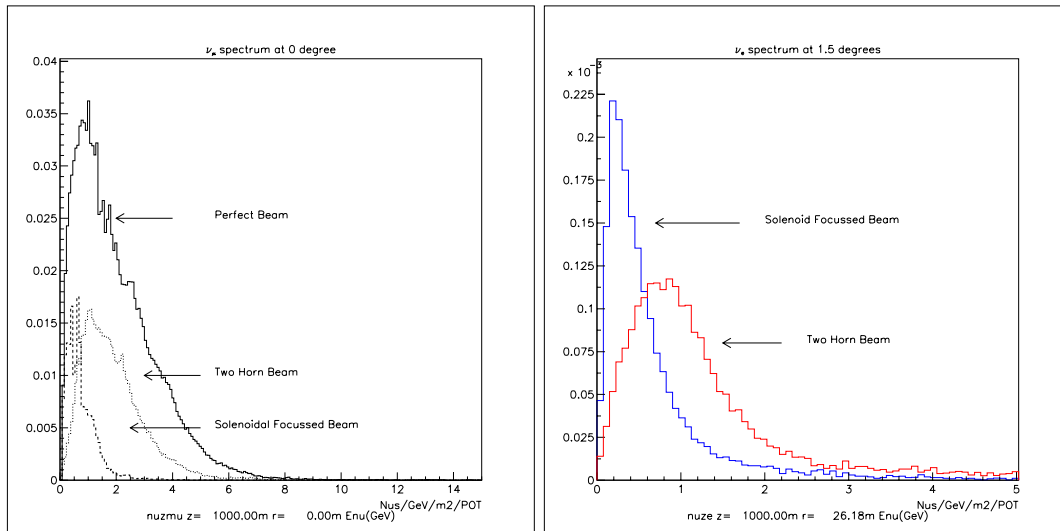 ν_μ spectrum at 0 degree
0.04
0.035
0.03
0.025
0.02
0.015
0.01
0.005
0
Perfect Beam
Two Horn Beam
Solenoidal Focussed Beam
0 2 4 6 8 10 12 14
Nus/GeV/m2/POT
nuzmu z= 1000.00m r= 0.00m Enu(GeV)
ν_e spectrum at 1.5 degrees
x 10^-3
0.225
0.2
0.175
0.15
0.125
0.1
0.075
0.05
0.025
0
Solenoid Focussed Beam
Two Horn Beam
0 1 2 3 4 5
Nus/GeV/m2/POT
nuze z= 1000.00m r= 26.18m Enu(GeV)